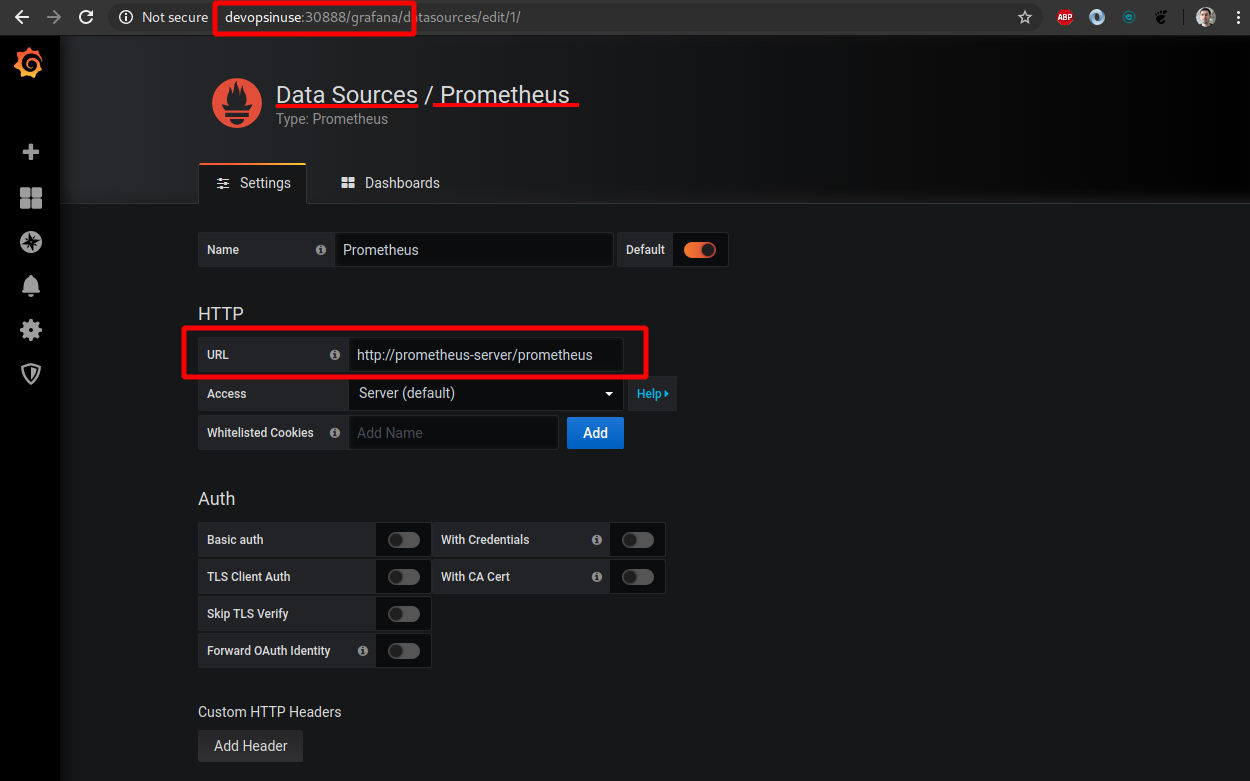 Not secure devopsinuse:30888/grafana/datasources/edit/1/ ABP
Data Sources / Prometheus
Type: Prometheus
Settings Dashboards
Name Prometheus Default
HTTP
URL http://prometheus-server/prometheus
Access Server (default) Help
Whitelisted Cookies Add Name Add
Auth
Basic auth With Credentials
TLS Client Auth With CA Cert
Skip TLS Verify
Forward OAuth Identity
Custom HTTP Headers
Add Header